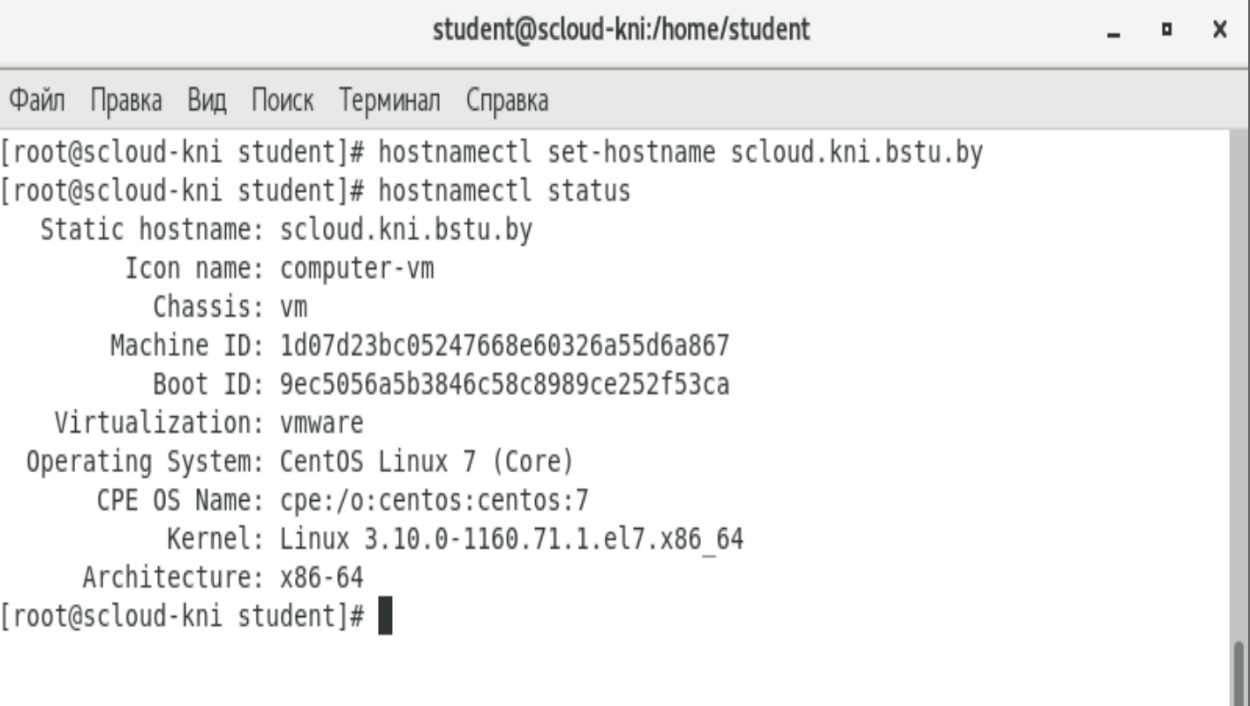 student@scloud-kni:/home/student
Файл Правка Вид Поиск Терминал Справка
[root@scloud-kni student]# hostnamectl set-hostname scloud.kni.bstu.by
[root@scloud-kni student]# hostnamectl status
Static hostname: scloud.kni.bstu.by
Icon name: computer-vm
Chassis: vm
Machine ID: 1d07d23bc05247668e60326a55d6a867
Boot ID: 9ec5056a5b3846c58c8989ce252f53ca
Virtualization: vmware
Operating System: CentOS Linux 7 (Core)
CPE OS Name: cpe:/o:centos:centos:7
Kernel: Linux 3.10.0-1160.71.1.el7.x86_64
Architecture: x86-64
[root@scloud-kni student]#